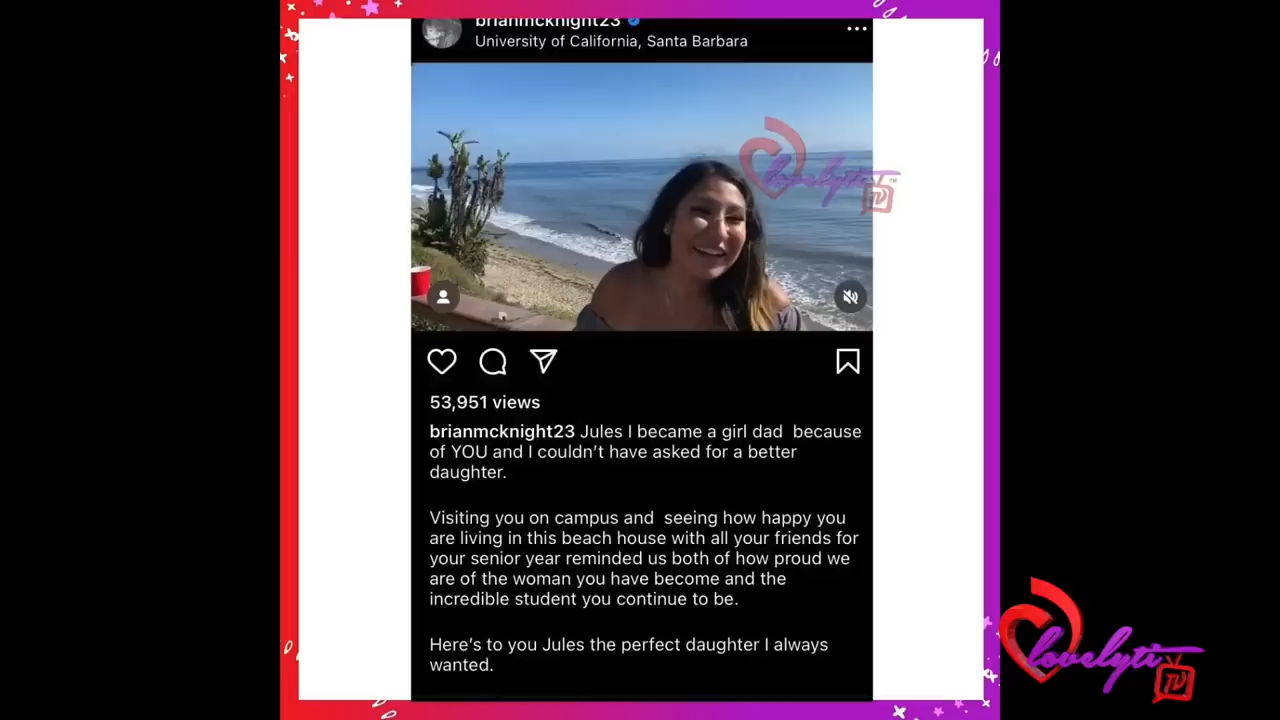 brianmcknight23
University of California, Santa Barbara
lovelyti
TV
™
53,951 views
brianmcknight23 Jules I became a girl dad because
of YOU and I couldn’t have asked for a better
daughter.
Visiting you on campus and seeing how happy you
are living in this beach house with all your friends for
your senior year reminded us both of how proud we
are of the woman you have become and the
incredible student you continue to be.
Here’s to you Jules the perfect daughter I always
wanted.
lovelyti
TV